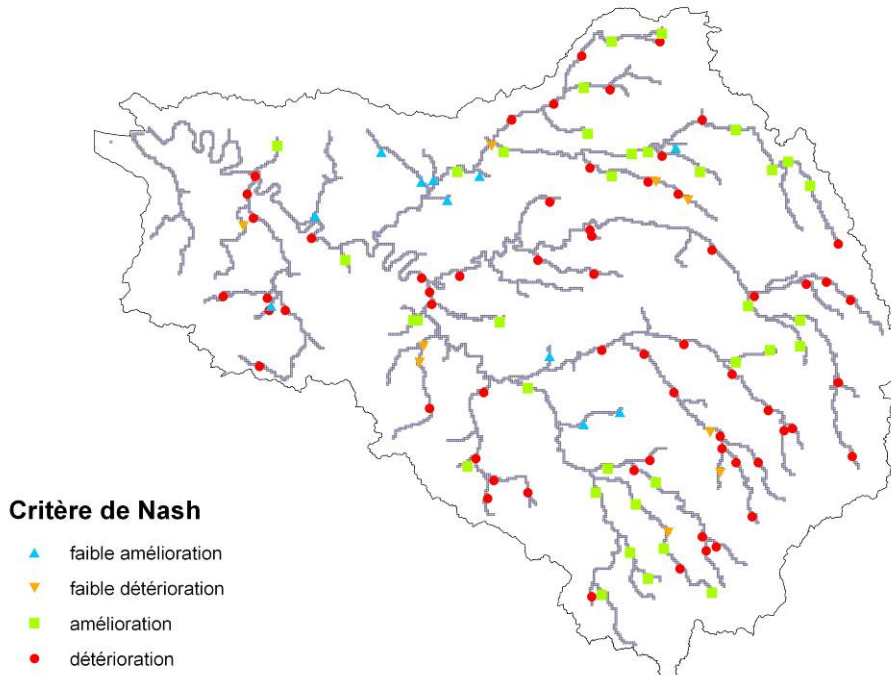 Critère de Nash
faible amélioration
faible détérioration
amélioration
détérioration